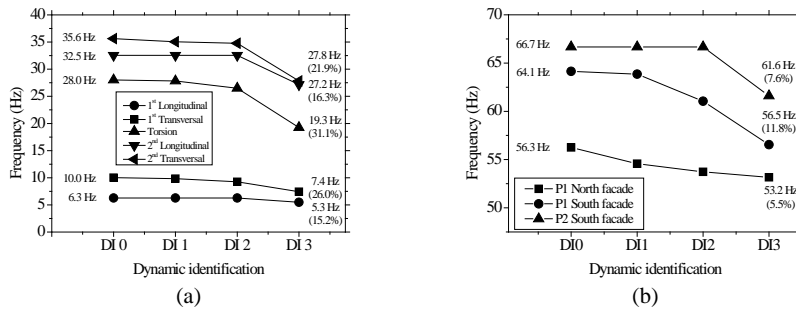 40
35
30
25
20
15
10
5
0
Frequency (Hz)
35.6 Hz
32.5 Hz
28.0 Hz
10.0 Hz
6.3 Hz
1st Longitudinal
1st Transversal
Torsion
2nd Longitudinal
2nd Transversal
27.8 Hz
(21.9%)
27.2 Hz
(16.3%)
19.3 Hz
(31.1%)
7.4 Hz
(26.0%)
5.3 Hz
(15.2%)
DI 0 DI 1 DI 2 DI 3
Dynamic identification
(a)
70
65
60
55
50
Frequency (Hz)
66.7 Hz
64.1 Hz
56.3 Hz
P1 North facade
P1 South facade
P2 South facade
61.6 Hz
(7.6%)
56.5 Hz
(11.8%)
53.2 Hz
(5.5%)
DI0 DI1 DI2 DI3
Dynamic identification
(b)